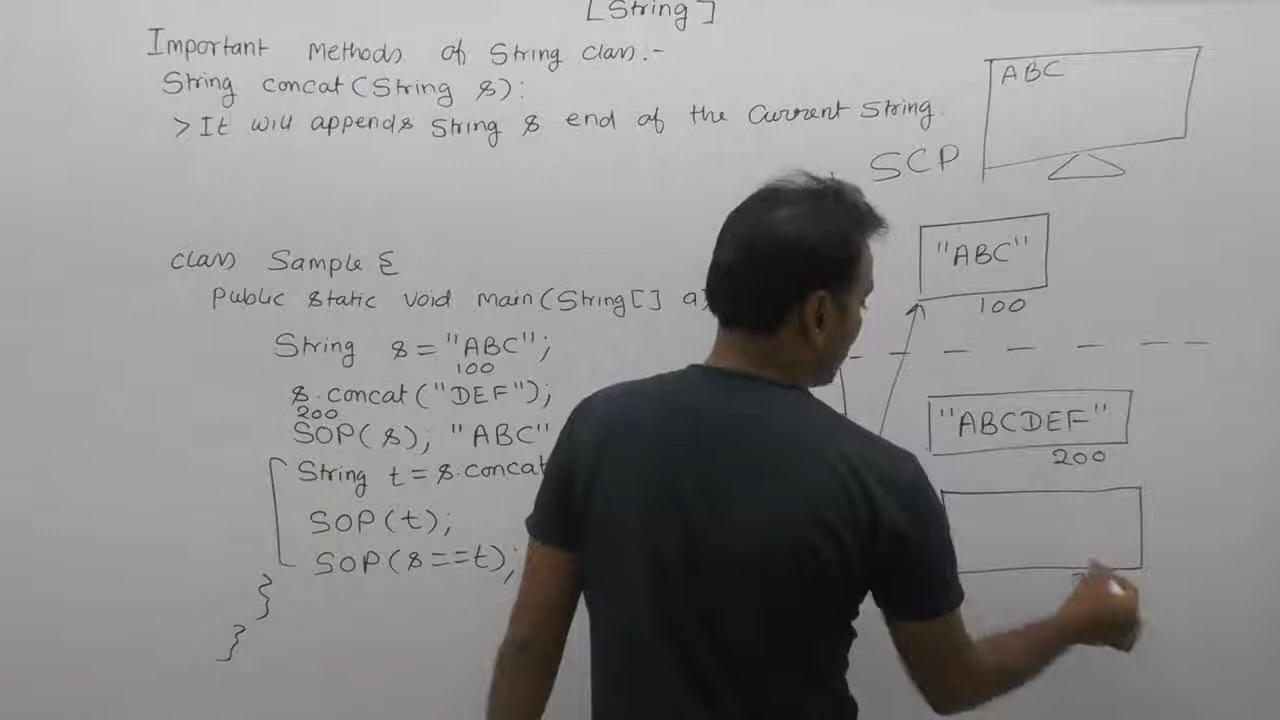 [String]
Important Methods of String class:-
String concat(String s):
> It will appends String s end of the Current String.
class Sample {
Public static void main(String[] a)
String s = "ABC";
100
s.concat("DEF");
200
SOP(s); "ABC"
String t = s.concat
SOP(t);
SOP(s==t);
}
}
ABC
SCP
"ABC"
100
"ABCDEF"
200